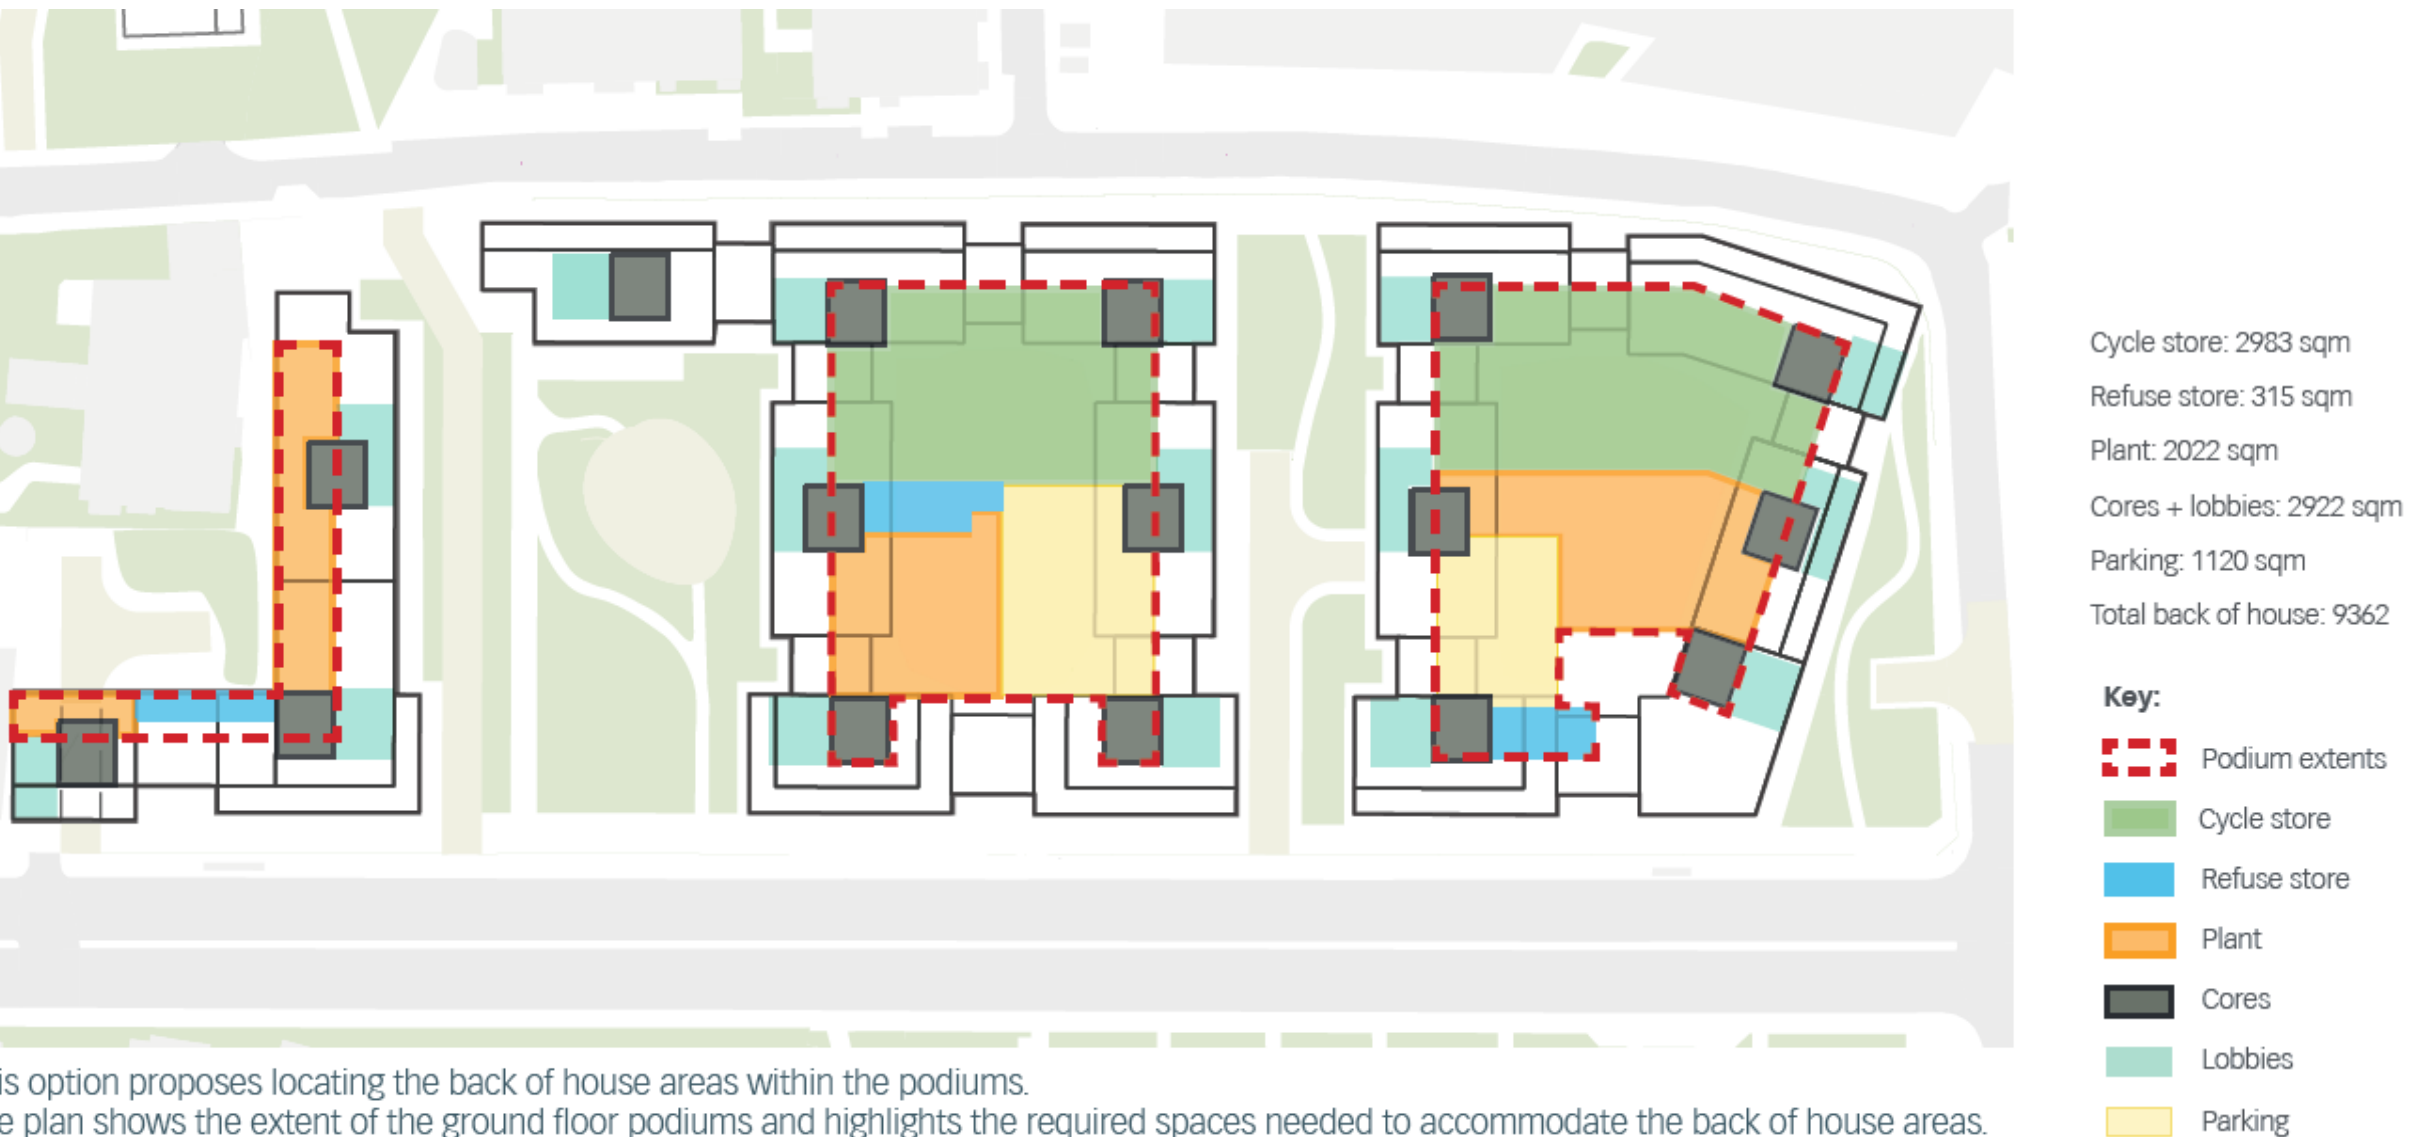 Cycle store: 2983 sqm
Refuse store: 315 sqm
Plant: 2022 sqm
Cores + lobbies: 2922 sqm
Parking: 1120 sqm
Total back of house: 9362
Key:
Podium extents
Cycle store
Refuse store
Plant
Cores
Lobbies
Parking
is option proposes locating the back of house areas within the podiums.
e plan shows the extent of the ground floor podiums and highlights the required spaces needed to accommodate the back of house areas.